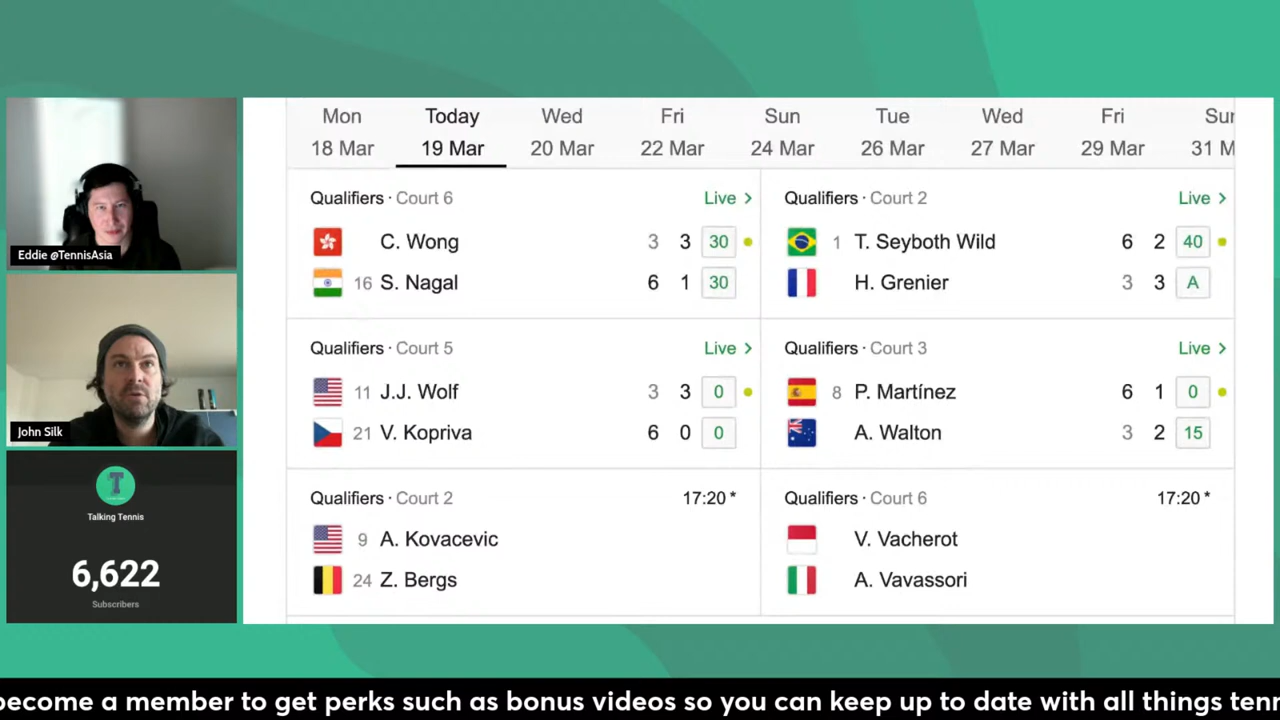 Mon
18 Mar
Today
19 Mar
Wed
20 Mar
Fri
22 Mar
Sun
24 Mar
Tue
26 Mar
Wed
27 Mar
Fri
29 Mar
Sur
31 M
Qualifiers · Court 6 Live >
C. Wong 3 3 30
16 S. Nagal 6 1 30
Qualifiers · Court 2 Live >
1 T. Seyboth Wild 6 2 40
H. Grenier 3 3 A
Qualifiers · Court 5 Live >
11 J.J. Wolf 3 3 0
21 V. Kopriva 6 0 0
Qualifiers · Court 3 Live >
8 P. Martínez 6 1 0
A. Walton 3 2 15
Qualifiers · Court 2 17:20 *
9 A. Kovacevic
24 Z. Bergs
Qualifiers · Court 6 17:20 *
V. Vacherot
A. Vavassori
Eddie @TennisAsia
John Silk
T
Talking Tennis
6,622
Subscribers
become a member to get perks such as bonus videos so you can keep up to date with all things tenn